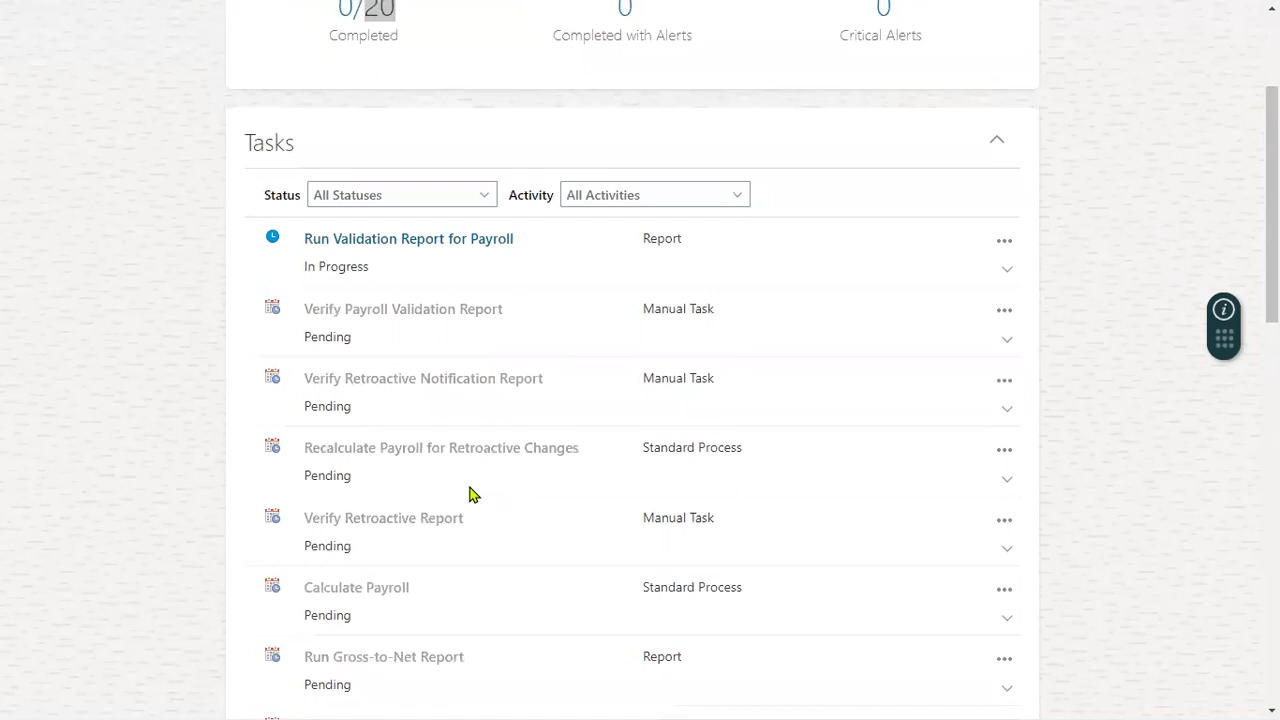 0/20
0
0
Completed
Completed with Alerts
Critical Alerts
Tasks
Status
All Statuses
Activity
All Activities
Run Validation Report for Payroll
Report
In Progress
Verify Payroll Validation Report
Manual Task
Pending
Verify Retroactive Notification Report
Manual Task
Pending
Recalculate Payroll for Retroactive Changes
Standard Process
Pending
Verify Retroactive Report
Manual Task
Pending
Calculate Payroll
Standard Process
Pending
Run Gross-to-Net Report
Report
Pending